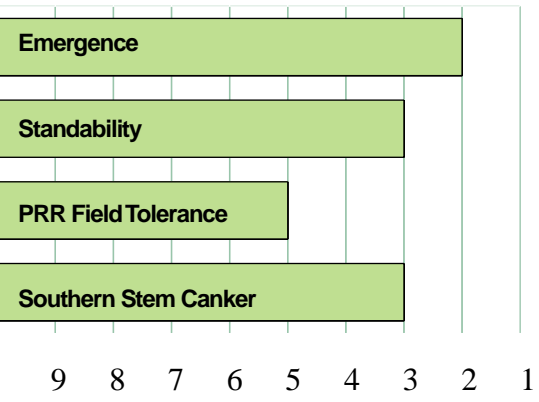 Emergence
Standability
PRR Field Tolerance
Southern Stem Canker
9 8 7 6 5 4 3 2 1